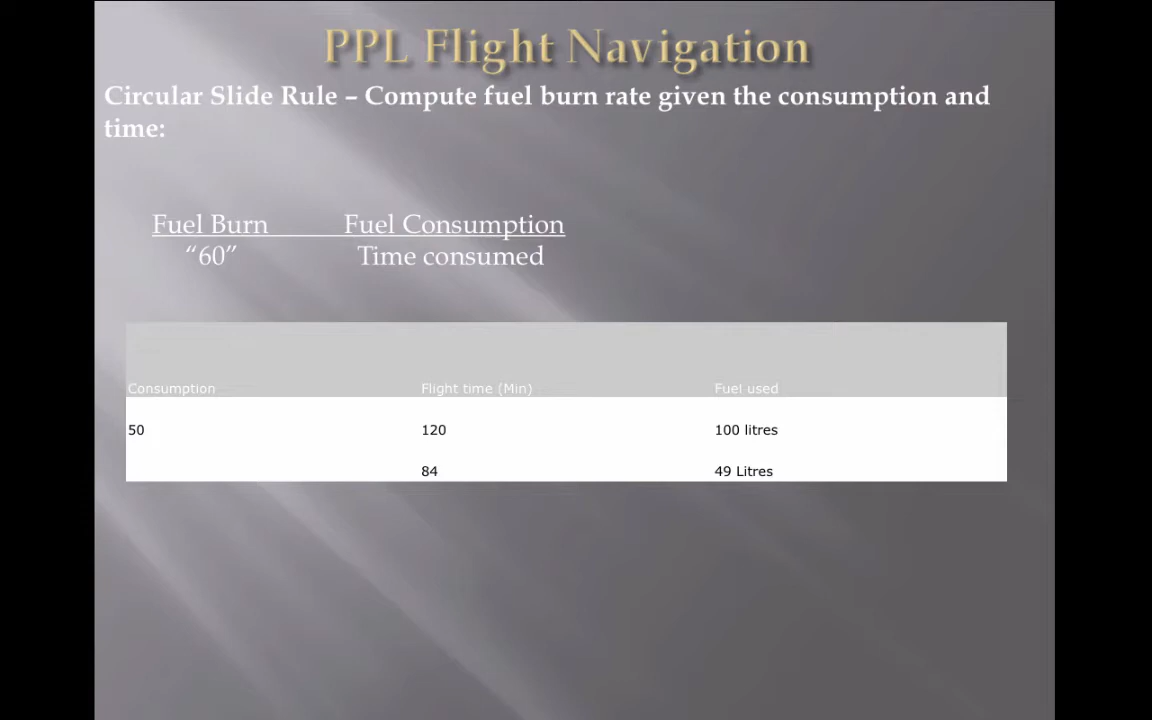 PPL Flight Navigation
Circular Slide Rule – Compute fuel burn rate given the consumption and
time:
Fuel Burn Fuel Consumption
“60” Time consumed
Consumption Flight time (Min) Fuel used
50 120 100 litres
84 49 Litres